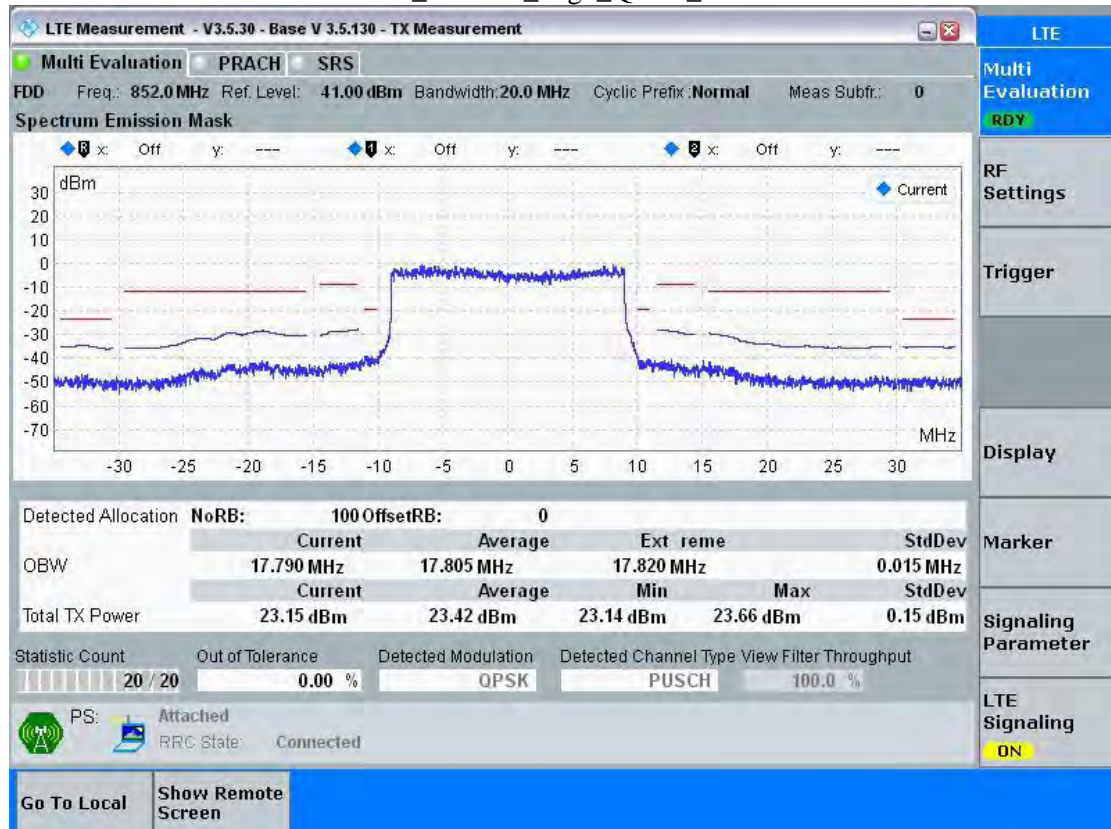 LTE Measurement - V3.5.30 - Base V 3.5.130 - TX Measurement
LTE
Multi Evaluation PRACH SRS
Multi Evaluation
RDY
FDD Freq.: 852.0 MHz Ref. Level: 41.00 dBm Bandwidth: 20.0 MHz Cyclic Prefix : Normal Meas Subfr.: 0
Spectrum Emission Mask
R x: Off y: --- 1 x: Off y: --- 2 x: Off y: ---
dBm
Current
30
20
10
0
-10
-20
-30
-40
-50
-60
-70
MHz
-30 -25 -20 -15 -10 -5 0 5 10 15 20 25 30
RF Settings
Trigger
Display
Marker
Signaling Parameter
LTE Signaling
ON
Detected Allocation NoRB: 100 OffsetRB: 0
Current Average Ext reme StdDev
OBW 17.790 MHz 17.805 MHz 17.820 MHz 0.015 MHz
Current Average Min Max StdDev
Total TX Power 23.15 dBm 23.42 dBm 23.14 dBm 23.66 dBm 0.15 dBm
Statistic Count Out of Tolerance Detected Modulation Detected Channel Type View Filter Throughput
20 / 20 0.00 % QPSK PUSCH 100.0 %
PS: Attached
RRC State: Connected
Go To Local
Show Remote Screen